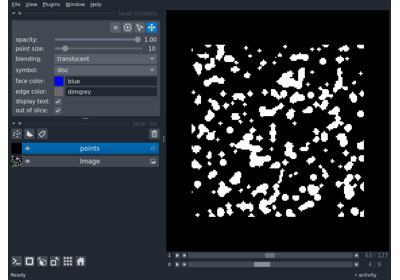 File View Plugins Window Help
layer controls
opacity: 1.00
point size: 10
blending: translucent
symbol: disc
face color: blue
edge color: dimgrey
display text:
out of slice:
layer list
points
Image
1 63 127
0 4 9
Ready activity